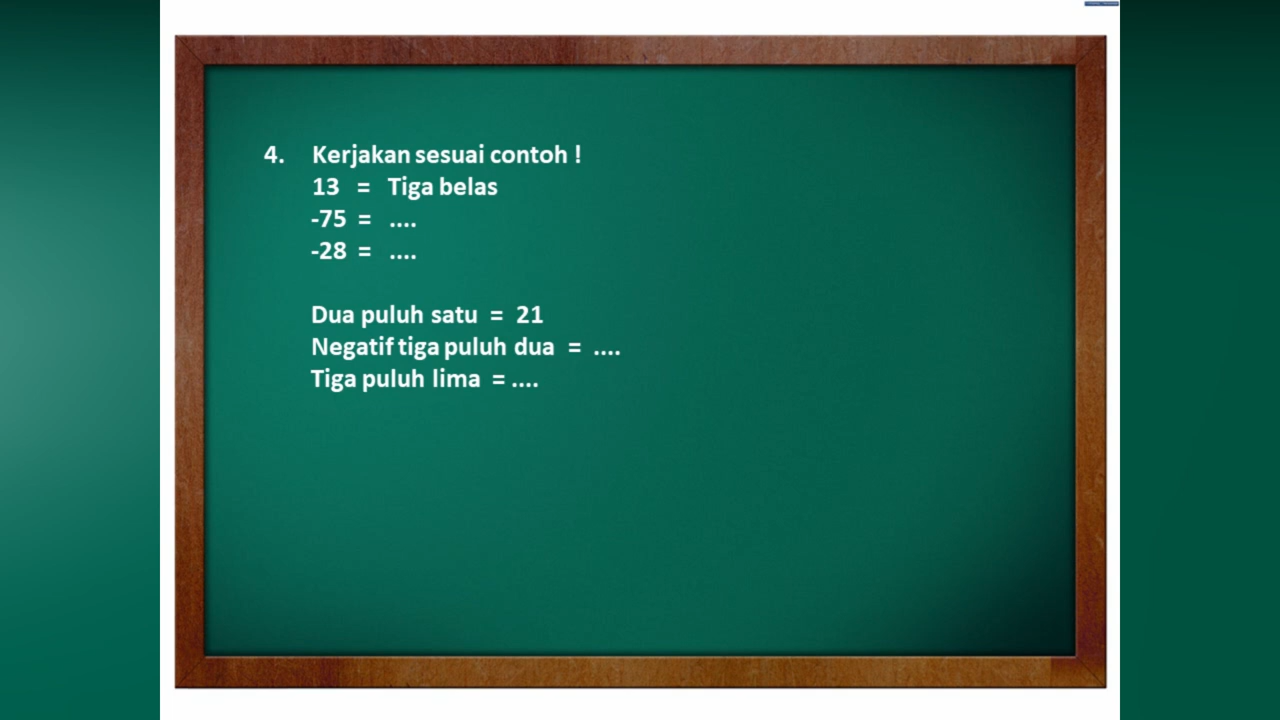 4. Kerjakan sesuai contoh !
13 = Tiga belas
-75 = ....
-28 = ....
Dua puluh satu = 21
Negatif tiga puluh dua = ....
Tiga puluh lima = ....